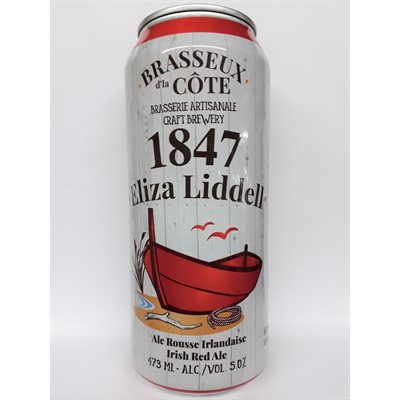 BRASSEUX
d'la CÔTE
BRASSERIE ARTISANALE
CRAFT BREWERY
1847
Eliza Liddell
Ale Rousse Irlandaise
Irish Red Ale
473 ML - ALC./VOL. 5.0%